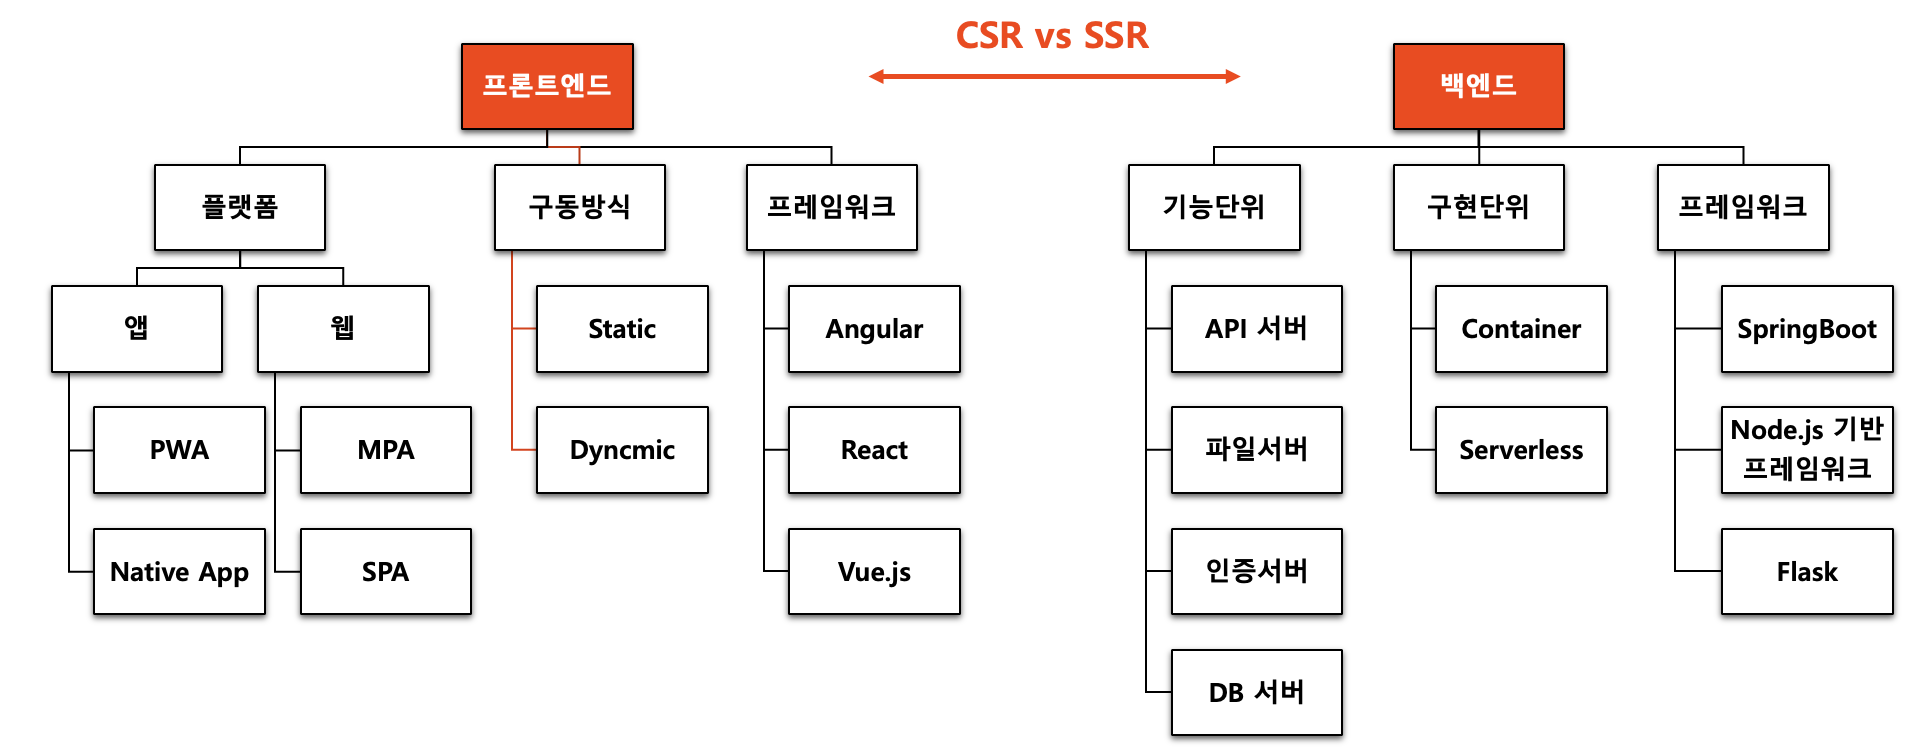 CSR vs SSR
프론트엔드
백엔드
플랫폼
구동방식
프레임워크
기능단위
구현단위
프레임워크
앱
웹
Static
Angular
API 서버
Container
SpringBoot
PWA
MPA
Dyncmic
React
파일서버
Serverless
Node.js 기반
프레임워크
Native App
SPA
Vue.js
인증서버
Flask
DB 서버